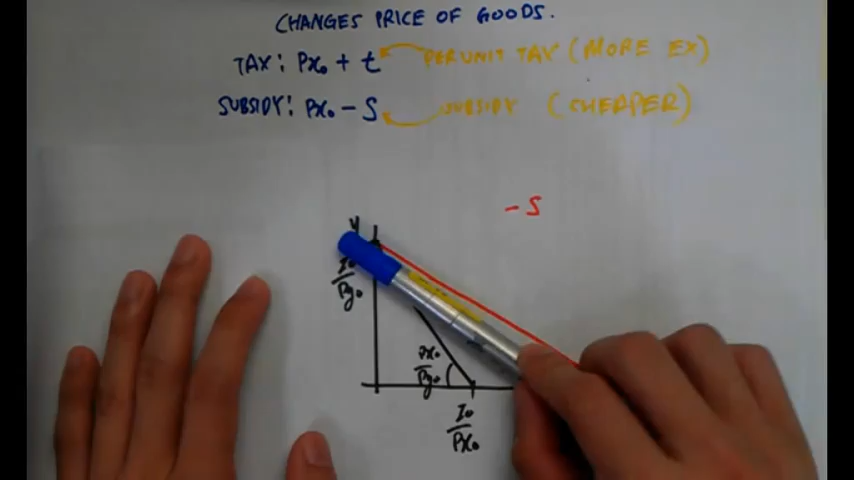 CHANGES PRICE OF GOODS.
TAX: Px₀ + t PER UNIT TAX (MORE EX)
SUBSIDY: Px₀ - S SUBSIDY (CHEAPER)
- S
Y
I₀
Py₀
Px₀
Py₀
I₀
Px₀